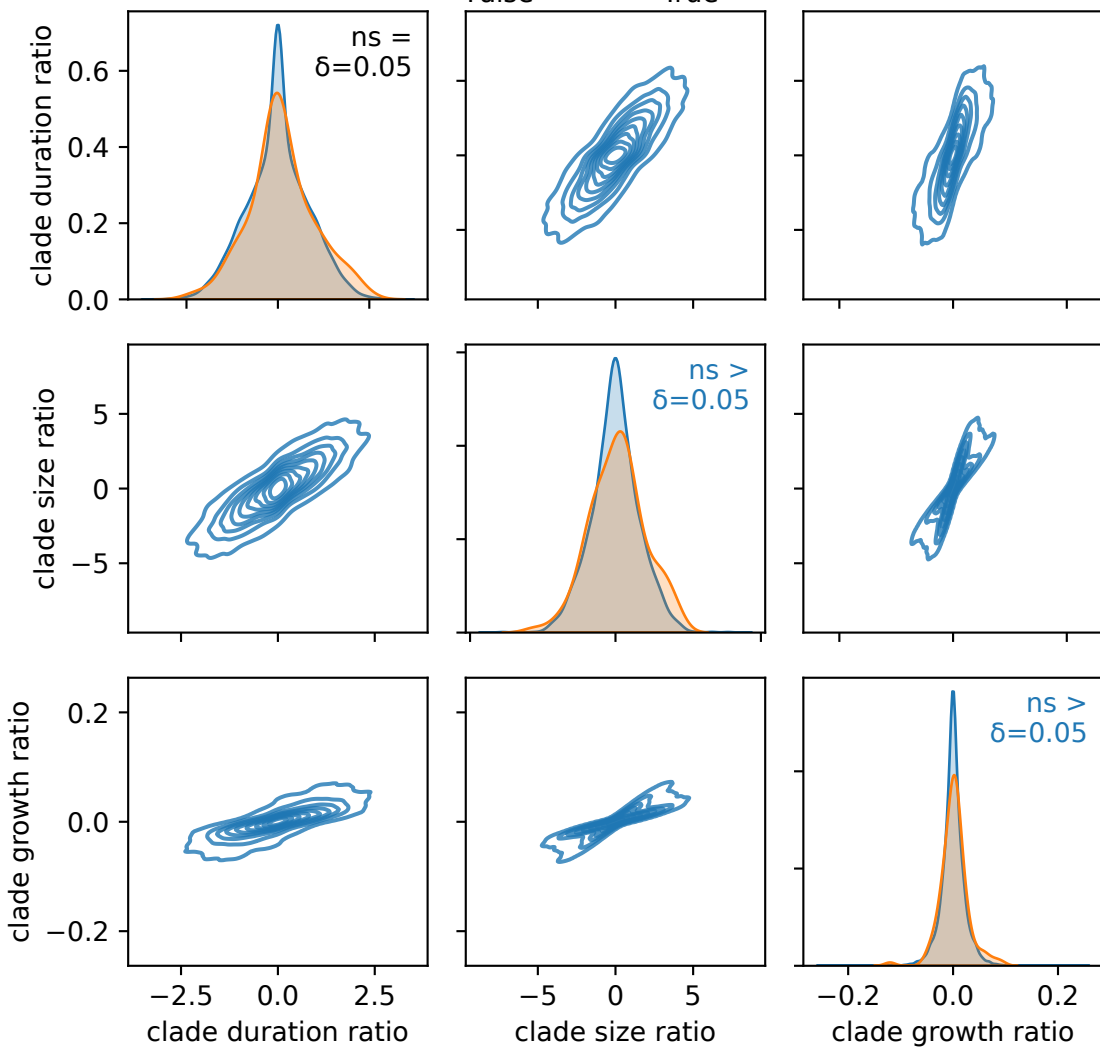 clade duration ratio
0.6
0.4
0.2
0.0
ns =
δ=0.05
clade size ratio
5
0
−5
ns >
δ=0.05
clade growth ratio
0.2
0.0
−0.2
ns >
δ=0.05
−2.5 0.0 2.5
−5 0 5
−0.2 0.0 0.2
clade duration ratio
clade size ratio
clade growth ratio